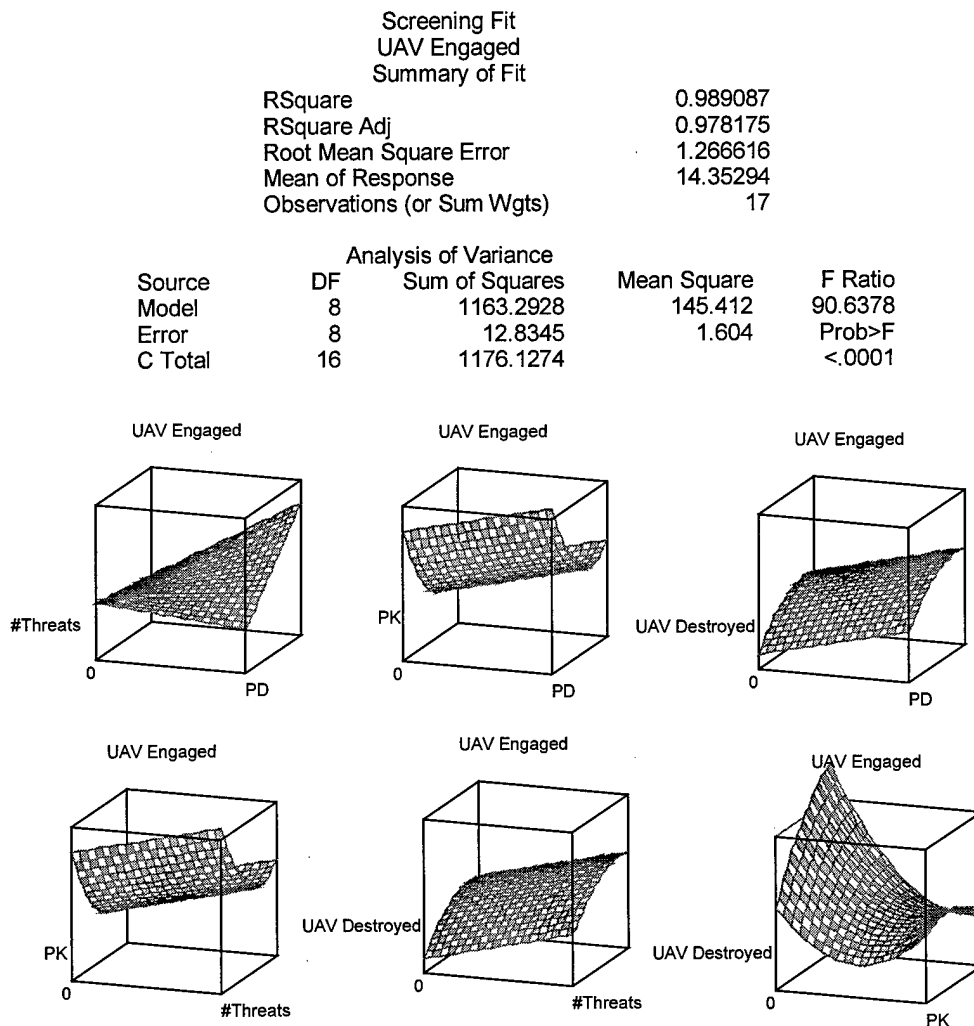 Screening Fit
UAV Engaged
Summary of Fit
RSquare 0.989087
RSquare Adj 0.978175
Root Mean Square Error 1.266616
Mean of Response 14.35294
Observations (or Sum Wgts) 17
Analysis of Variance
Source DF Sum of Squares Mean Square F Ratio
Model 8 1163.2928 145.412 90.6378
Error 8 12.8345 1.604 Prob>F
C Total 16 1176.1274 <.0001
UAV Engaged
#Threats
0
PD
UAV Engaged
PK
0
PD
UAV Engaged
UAV Destroyed
0
PD
UAV Engaged
PK
0
#Threats
UAV Engaged
UAV Destroyed
0
#Threats
UAV Engaged
UAV Destroyed
0
PK